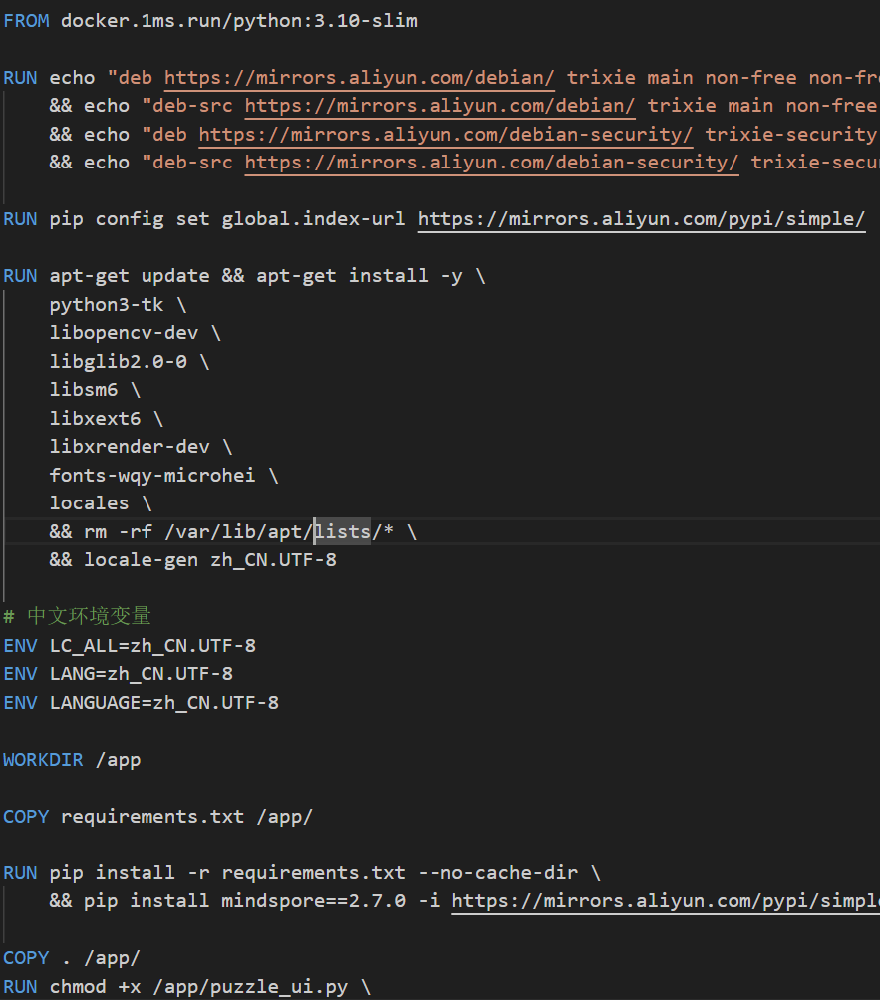 FROM docker.1ms.run/python:3.10-slim
RUN echo "deb https://mirrors.aliyun.com/debian/ trixie main non-free
&& echo "deb-src https://mirrors.aliyun.com/debian/ trixie main non-free
&& echo "deb https://mirrors.aliyun.com/debian-security/ trixie-security
&& echo "deb-src https://mirrors.aliyun.com/debian-security/
RUN pip config set global.index-url https://mirrors.aliyun.com/pypi/simple/
RUN apt-get update && apt-get install -y \
python3-tk \
libopencv-dev \
libglib2.0-0 \
libsm6 \
libxext6 \
libxrender-dev \
fonts-wqy-microhei \
locales \
&& rm -rf /var/lib/apt/lists/* \
&& locale-gen zh_CN.UTF-8
# 中文环境变量
ENV LC_ALL=zh_CN.UTF-8
ENV LANG=zh_CN.UTF-8
ENV LANGUAGE=zh_CN.UTF-8
WORKDIR /app
COPY requirements.txt /app/
RUN pip install -r requirements.txt --no-cache-dir \
&& pip install mindspore==2.7.0 -i https://mirrors.aliyun.com/pypi/simpl
COPY . /app/
RUN chmod +x /app/puzzle_ui.py \